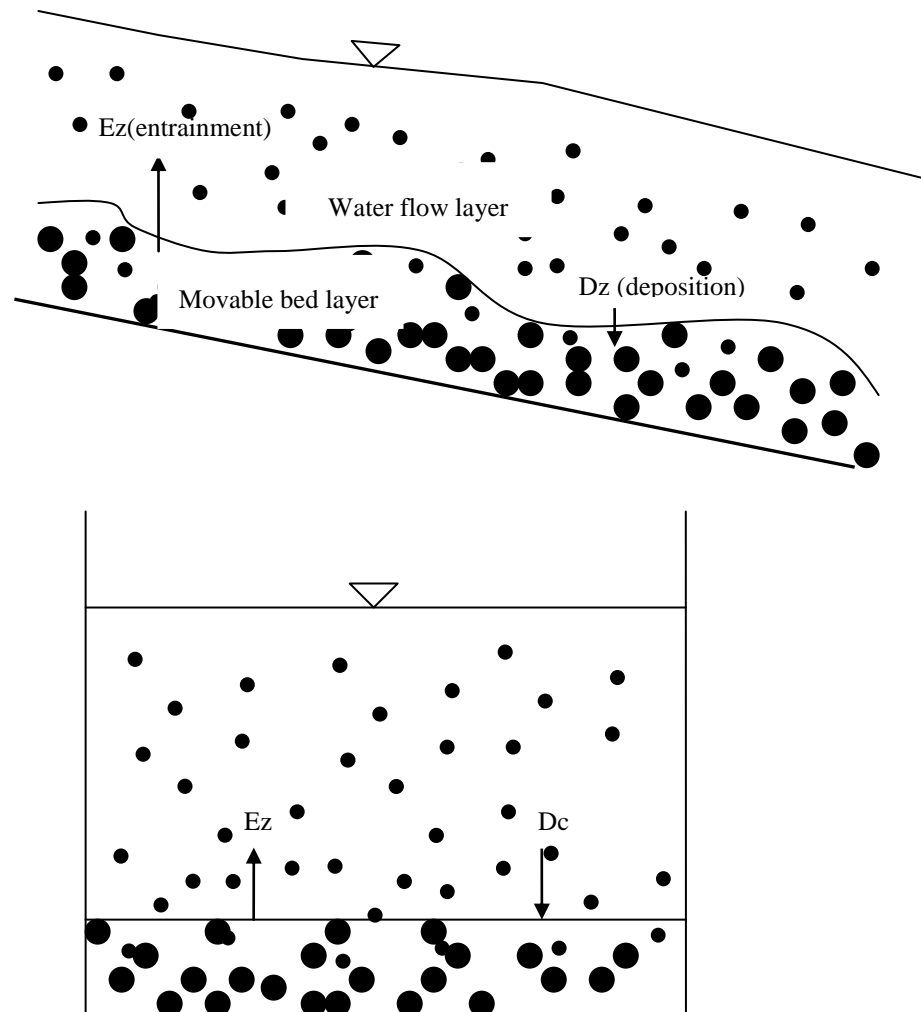 Ez(entrainment)
Water flow layer
Dz (deposition)
Movable bed layer
Ez
Dc